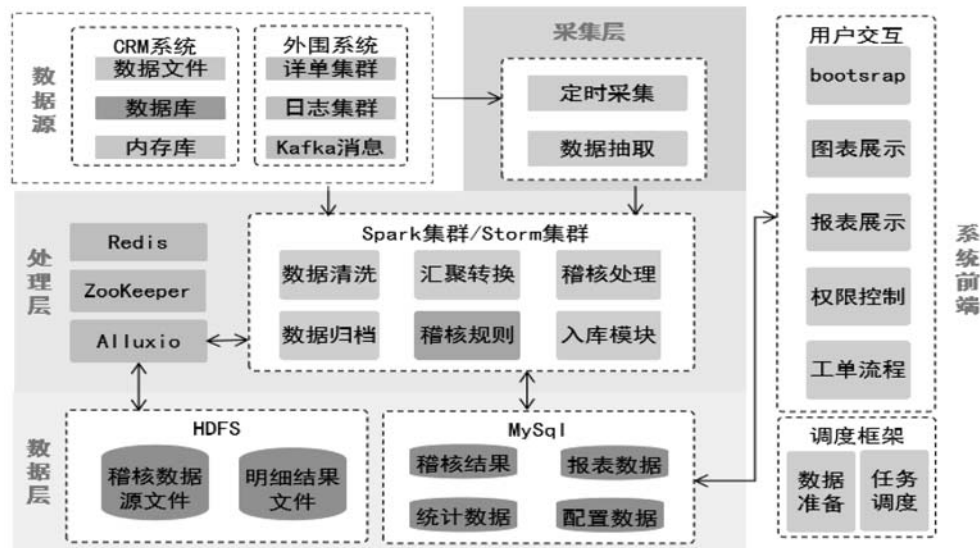 数据源
CRM系统
数据文件
数据库
内存库
外围系统
详单集群
日志集群
Kafka消息
采集层
定时采集
数据抽取
处理层
Redis
ZooKeeper
Alluxio
Spark集群/Storm集群
数据清洗
汇聚转换
稽核处理
数据归档
稽核规则
入库模块
数据层
HDFS
稽核数据
源文件
明细结果
文件
MySql
稽核结果
报表数据
统计数据
配置数据
用户交互
bootsrap
图表展示
报表展示
权限控制
工单流程
系统前端
调度框架
数据
准备
任务
调度